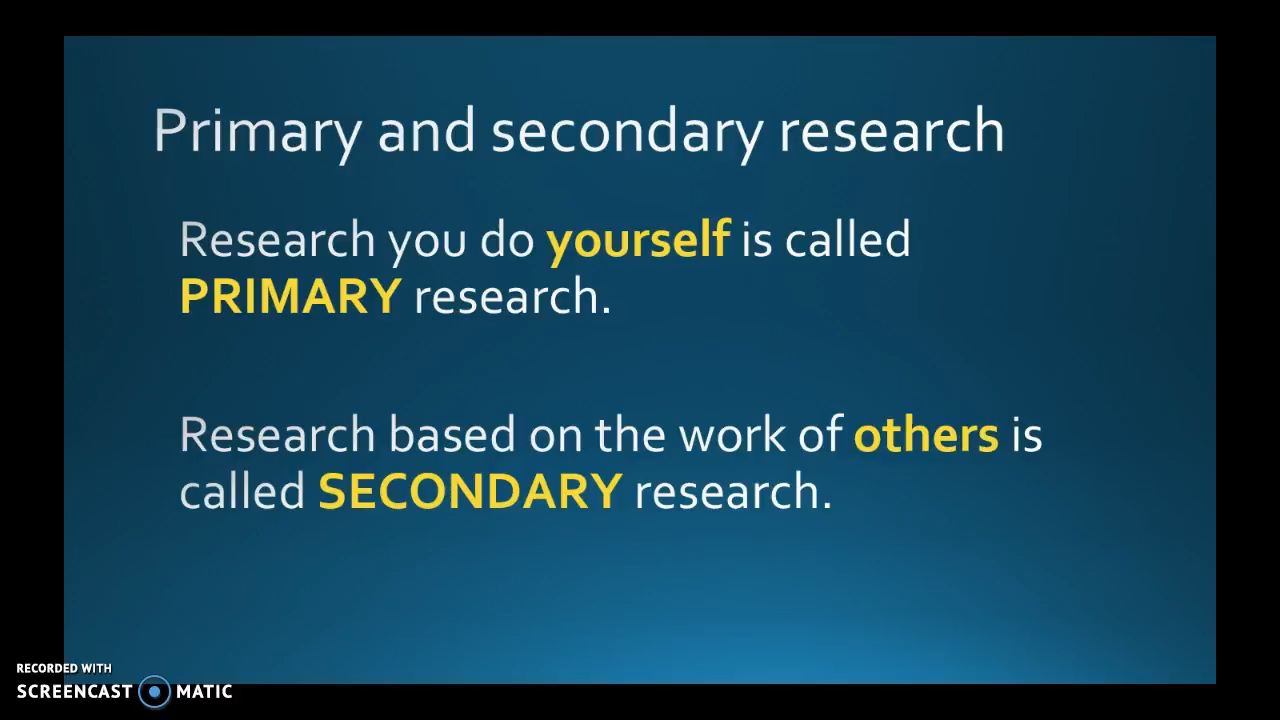 Primary and secondary research
Research you do yourself is called
PRIMARY research.
Research based on the work of others is
called SECONDARY research.
RECORDED WITH
SCREENCAST MATIC